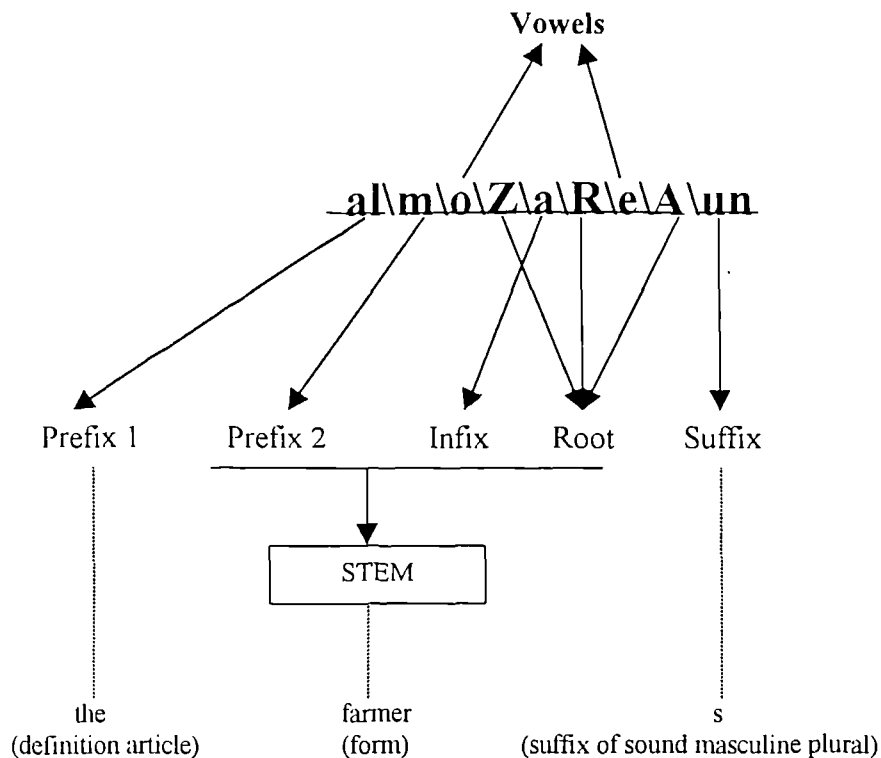 Vowels
al\m\o\Z\a\R\e\A\un
Prefix 1 Prefix 2 Infix Root Suffix
STEM
the farmer s
(definition article) (form) (suffix of sound masculine plural)